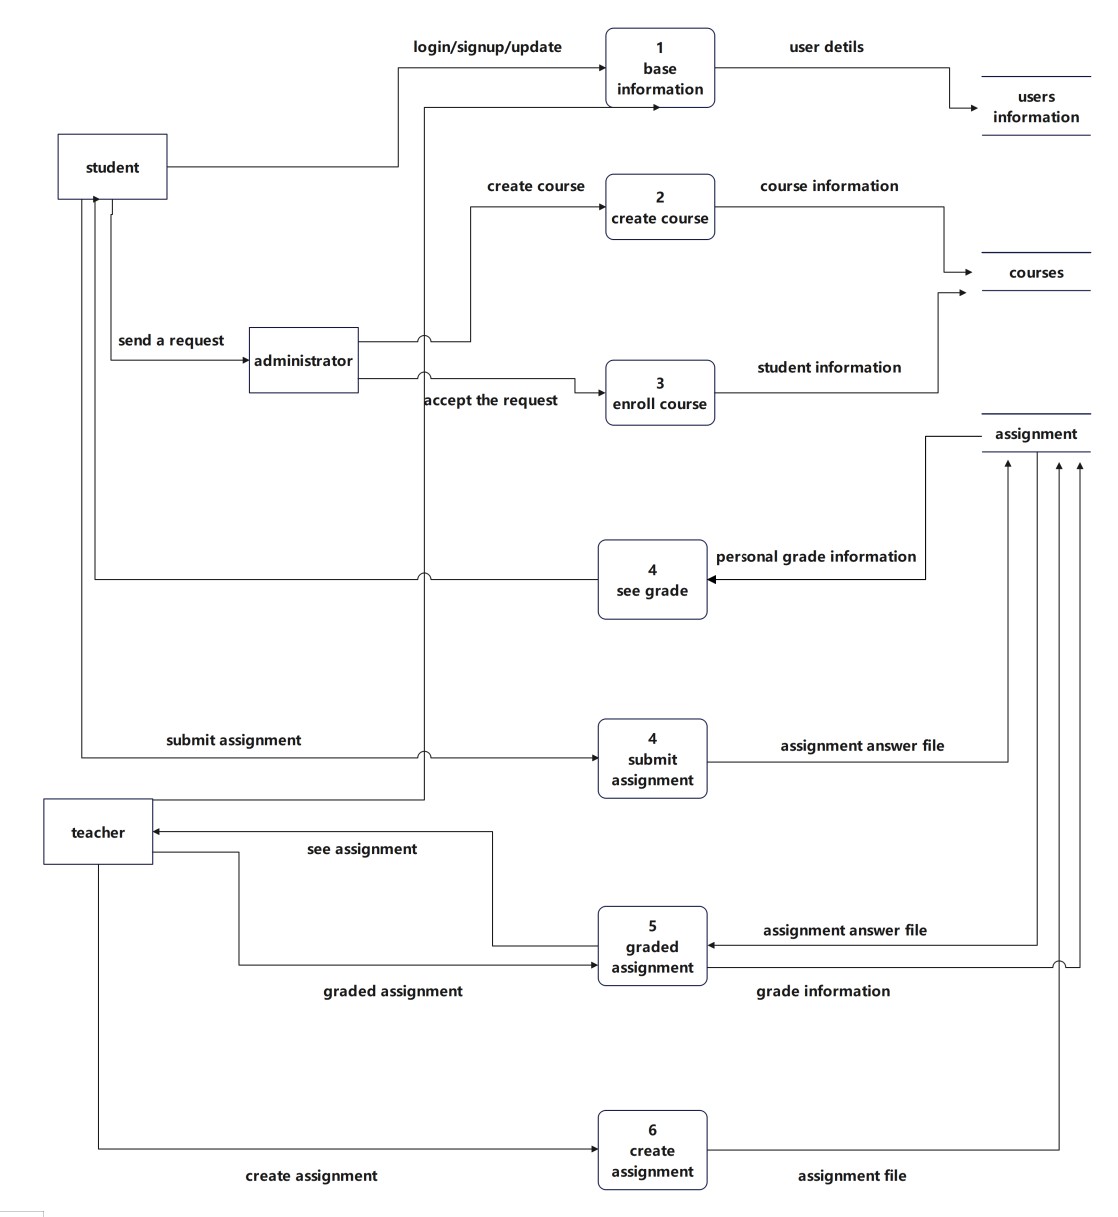 login/signup/update
1
base
information
user detils
users
information
student
create course
2
create course
course information
courses
send a request
administrator
accept the request
3
enroll course
student information
assignment
4
see grade
personal grade information
submit assignment
4
submit
assignment
assignment answer file
teacher
see assignment
5
graded
assignment
assignment answer file
graded assignment
grade information
6
create
assignment
create assignment
assignment file